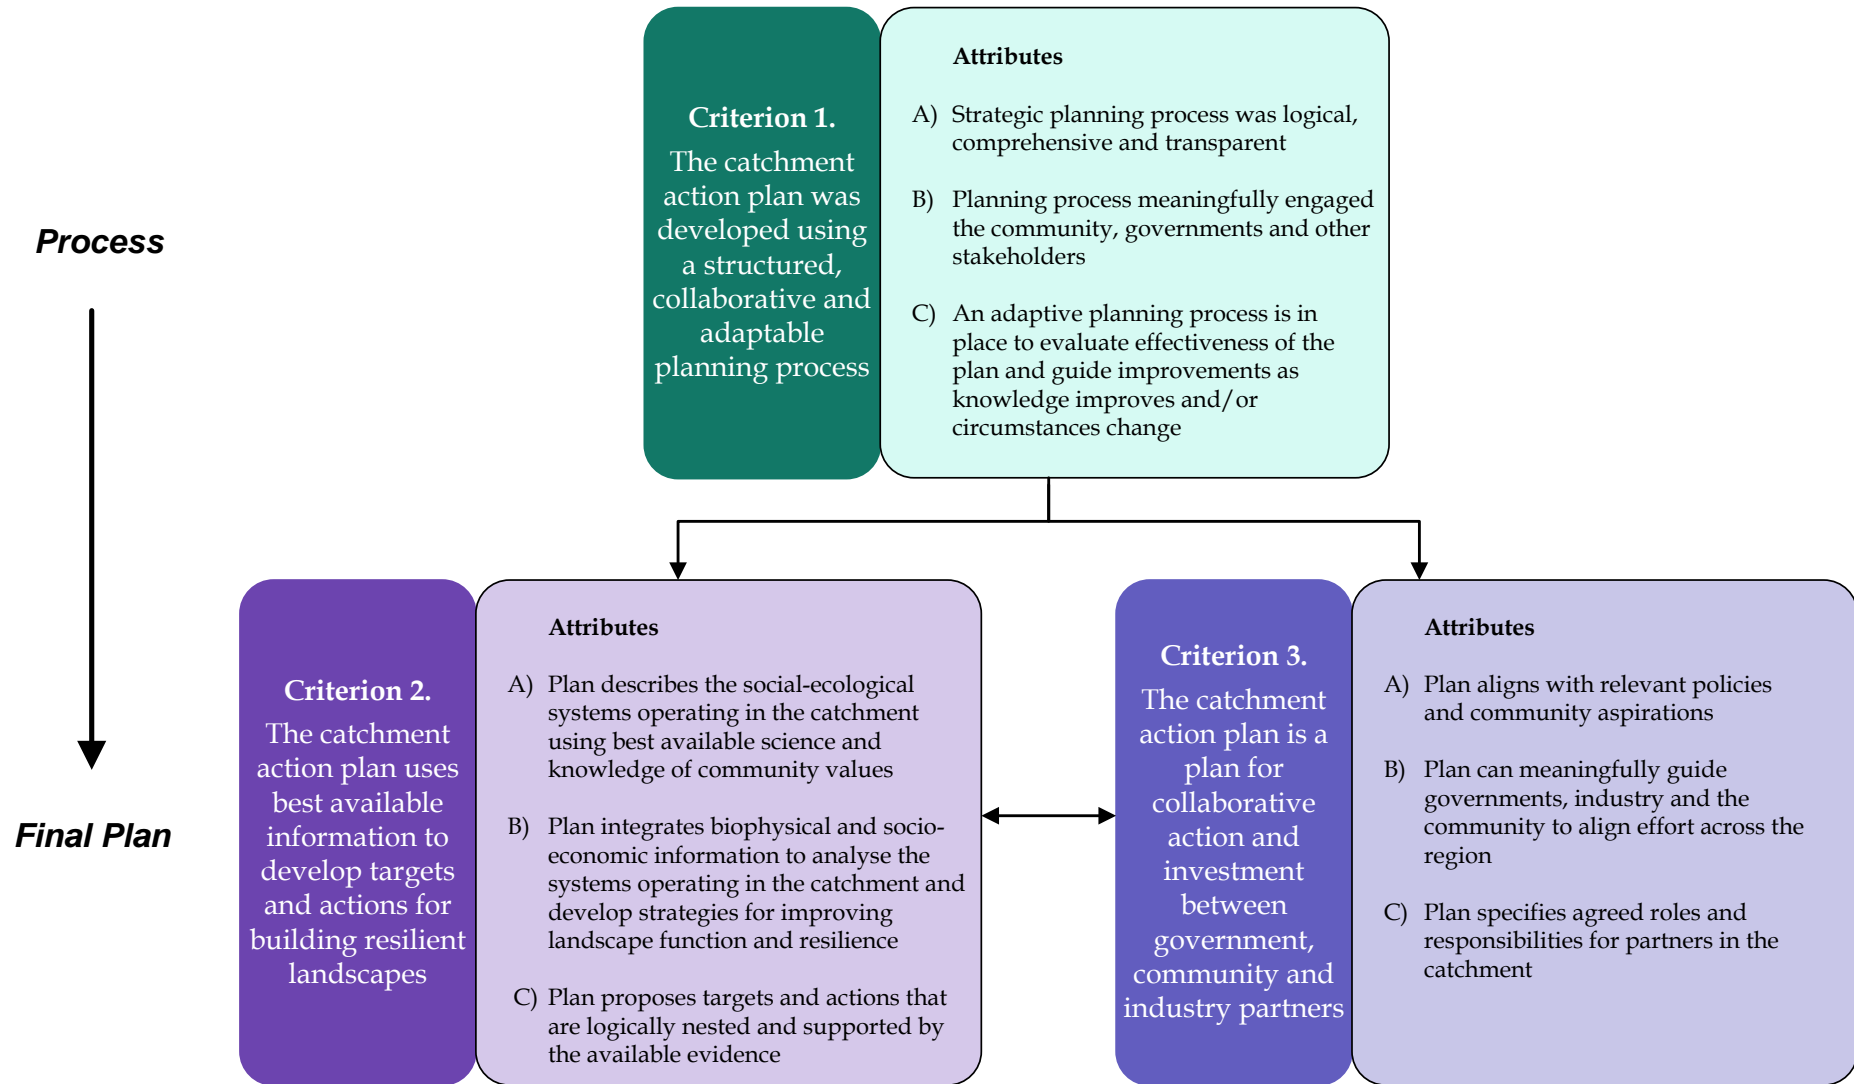 Process
Final Plan
Criterion 1.
The catchment
action plan was
developed using
a structured,
collaborative and
adaptable
planning process
Attributes
A) Strategic planning process was logical,
comprehensive and transparent
B) Planning process meaningfully engaged
the community, governments and other
stakeholders
C) An adaptive planning process is in
place to evaluate effectiveness of the
plan and guide improvements as
knowledge improves and/or
circumstances change
Criterion 2.
The catchment
action plan uses
best available
information to
develop targets
and actions for
building resilient
landscapes
Attributes
A) Plan describes the social-ecological
systems operating in the catchment
using best available science and
knowledge of community values
B) Plan integrates biophysical and socio-
economic information to analyse the
systems operating in the catchment and
develop strategies for improving
landscape function and resilience
C) Plan proposes targets and actions that
are logically nested and supported by
the available evidence
Criterion 3.
The catchment
action plan is a
plan for
collaborative
action and
investment
between
government,
community and
industry partners
Attributes
A) Plan aligns with relevant policies
and community aspirations
B) Plan can meaningfully guide
governments, industry and the
community to align effort across the
region
C) Plan specifies agreed roles and
responsibilities for partners in the
catchment